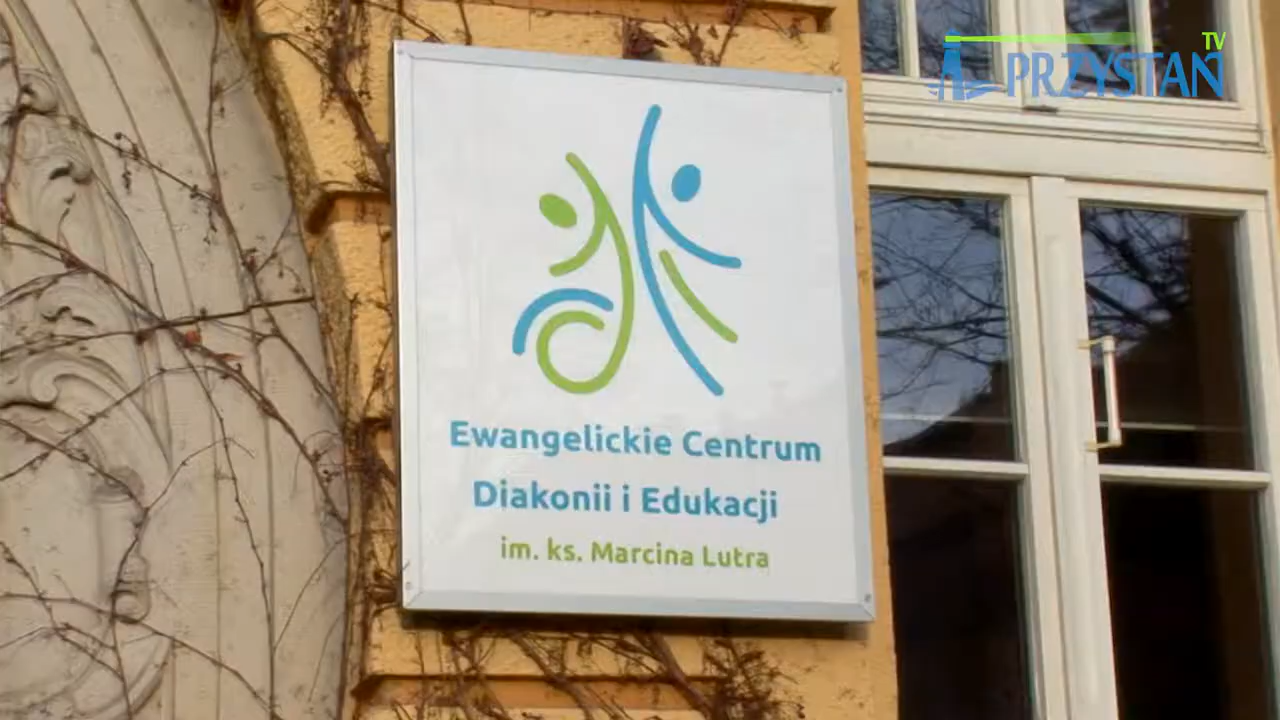 PRZYSTAŃ TV
Ewangelickie Centrum
Diakonii i Edukacji
im. ks. Marcina Lutra